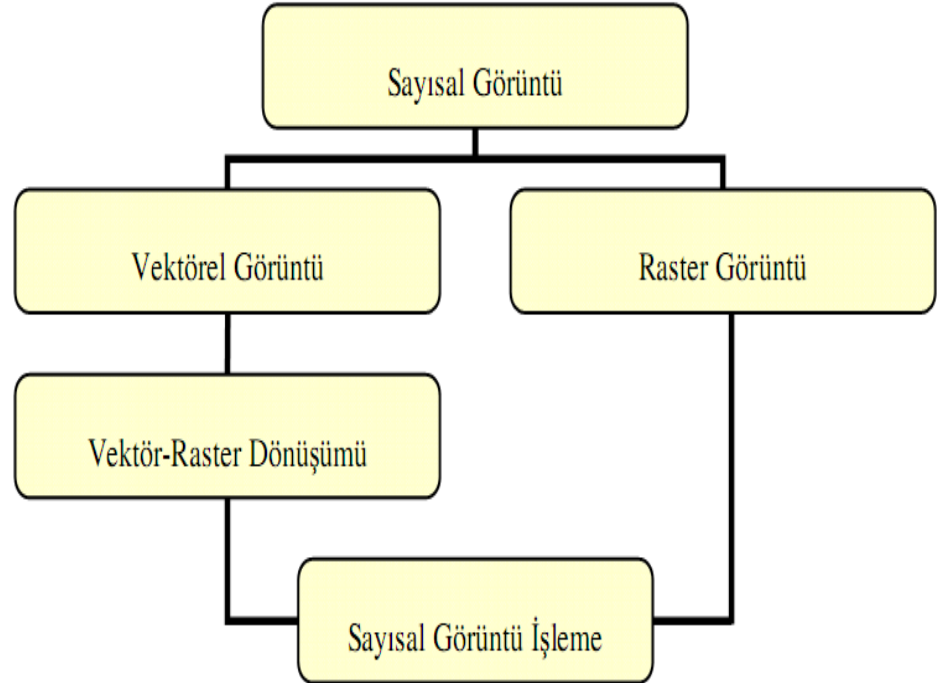 Sayısal Görüntü
Vektörel Görüntü
Raster Görüntü
Vektör-Raster Dönüşümü
Sayısal Görüntü İşleme